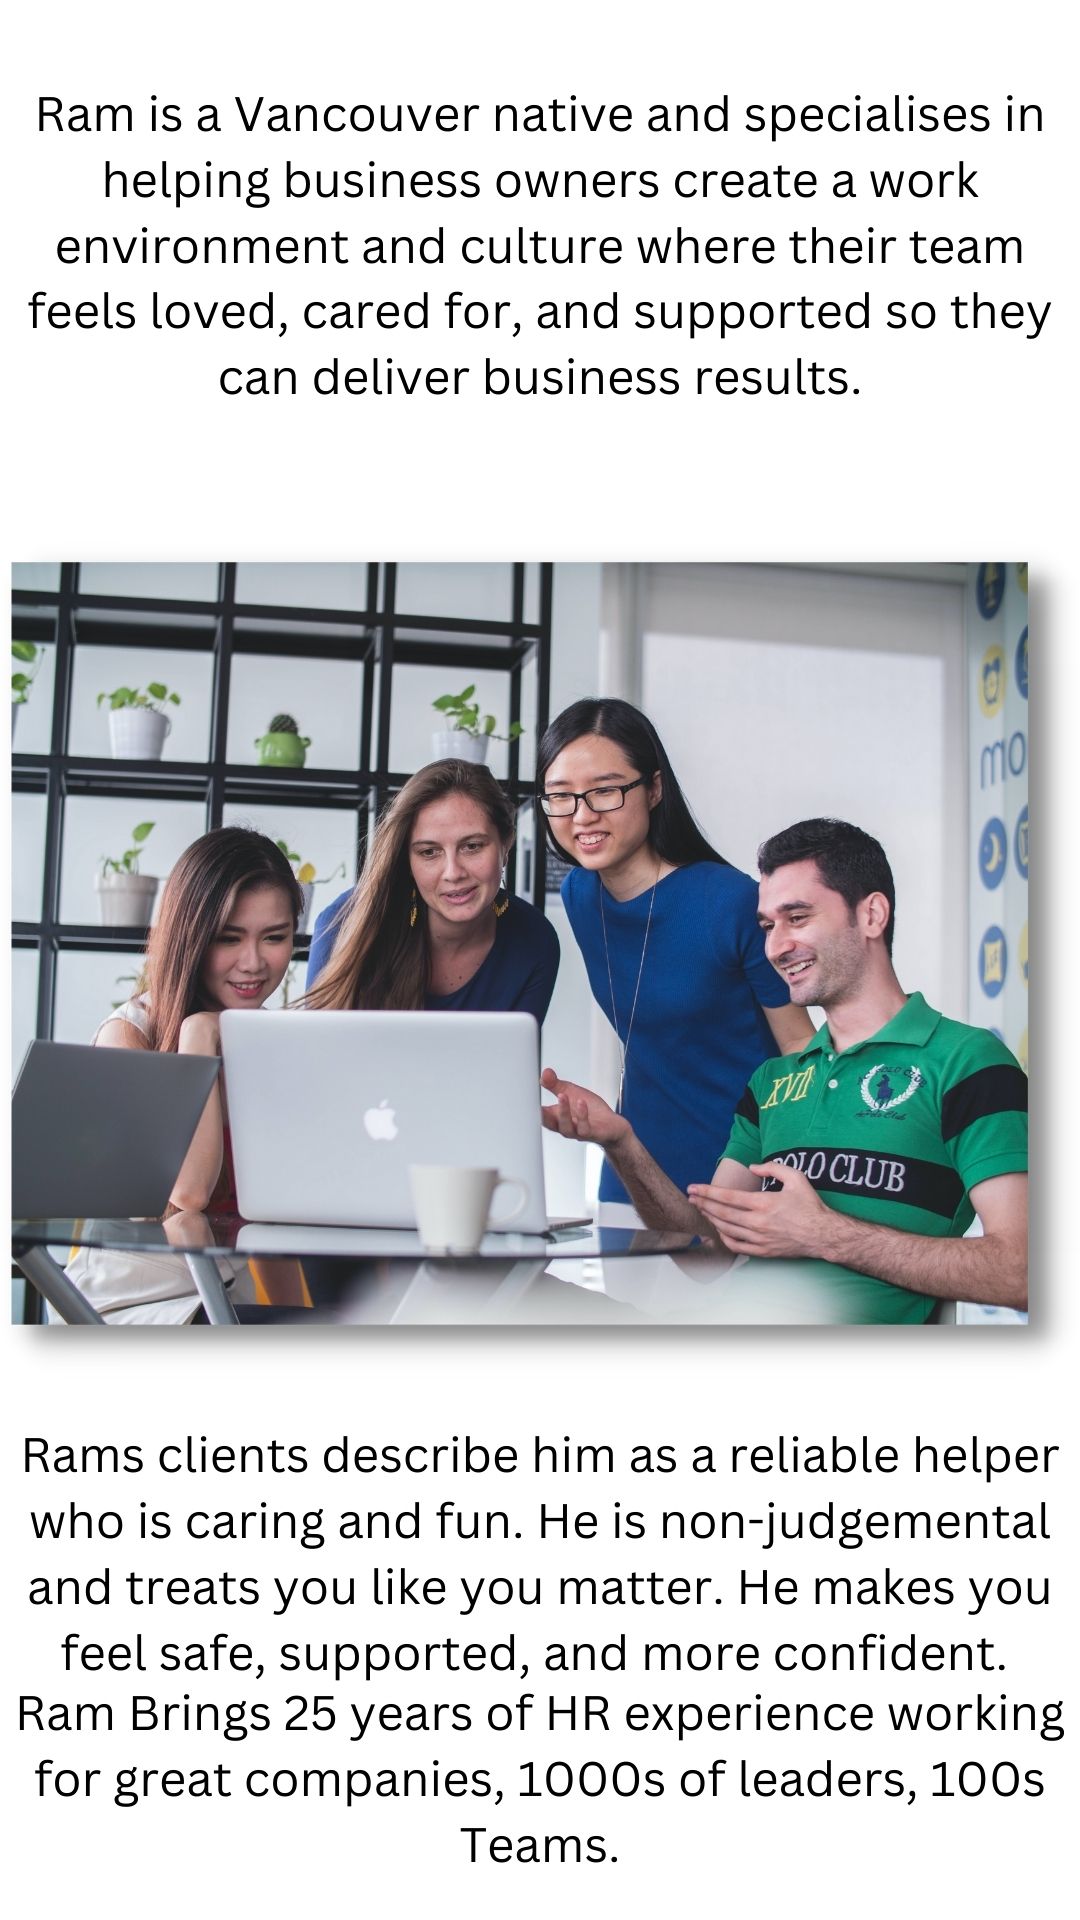 Ram is a Vancouver native and specialises in
helping business owners create a work
environment and culture where their team
feels loved, cared for, and supported so they
can deliver business results.
mo
XVII
POLO CLUB
POLO CLUB
Rams clients describe him as a reliable helper
who is caring and fun. He is non-judgemental
and treats you like you matter. He makes you
feel safe, supported, and more confident.
Ram Brings 25 years of HR experience working
for great companies, 1000s of leaders, 100s
Teams.